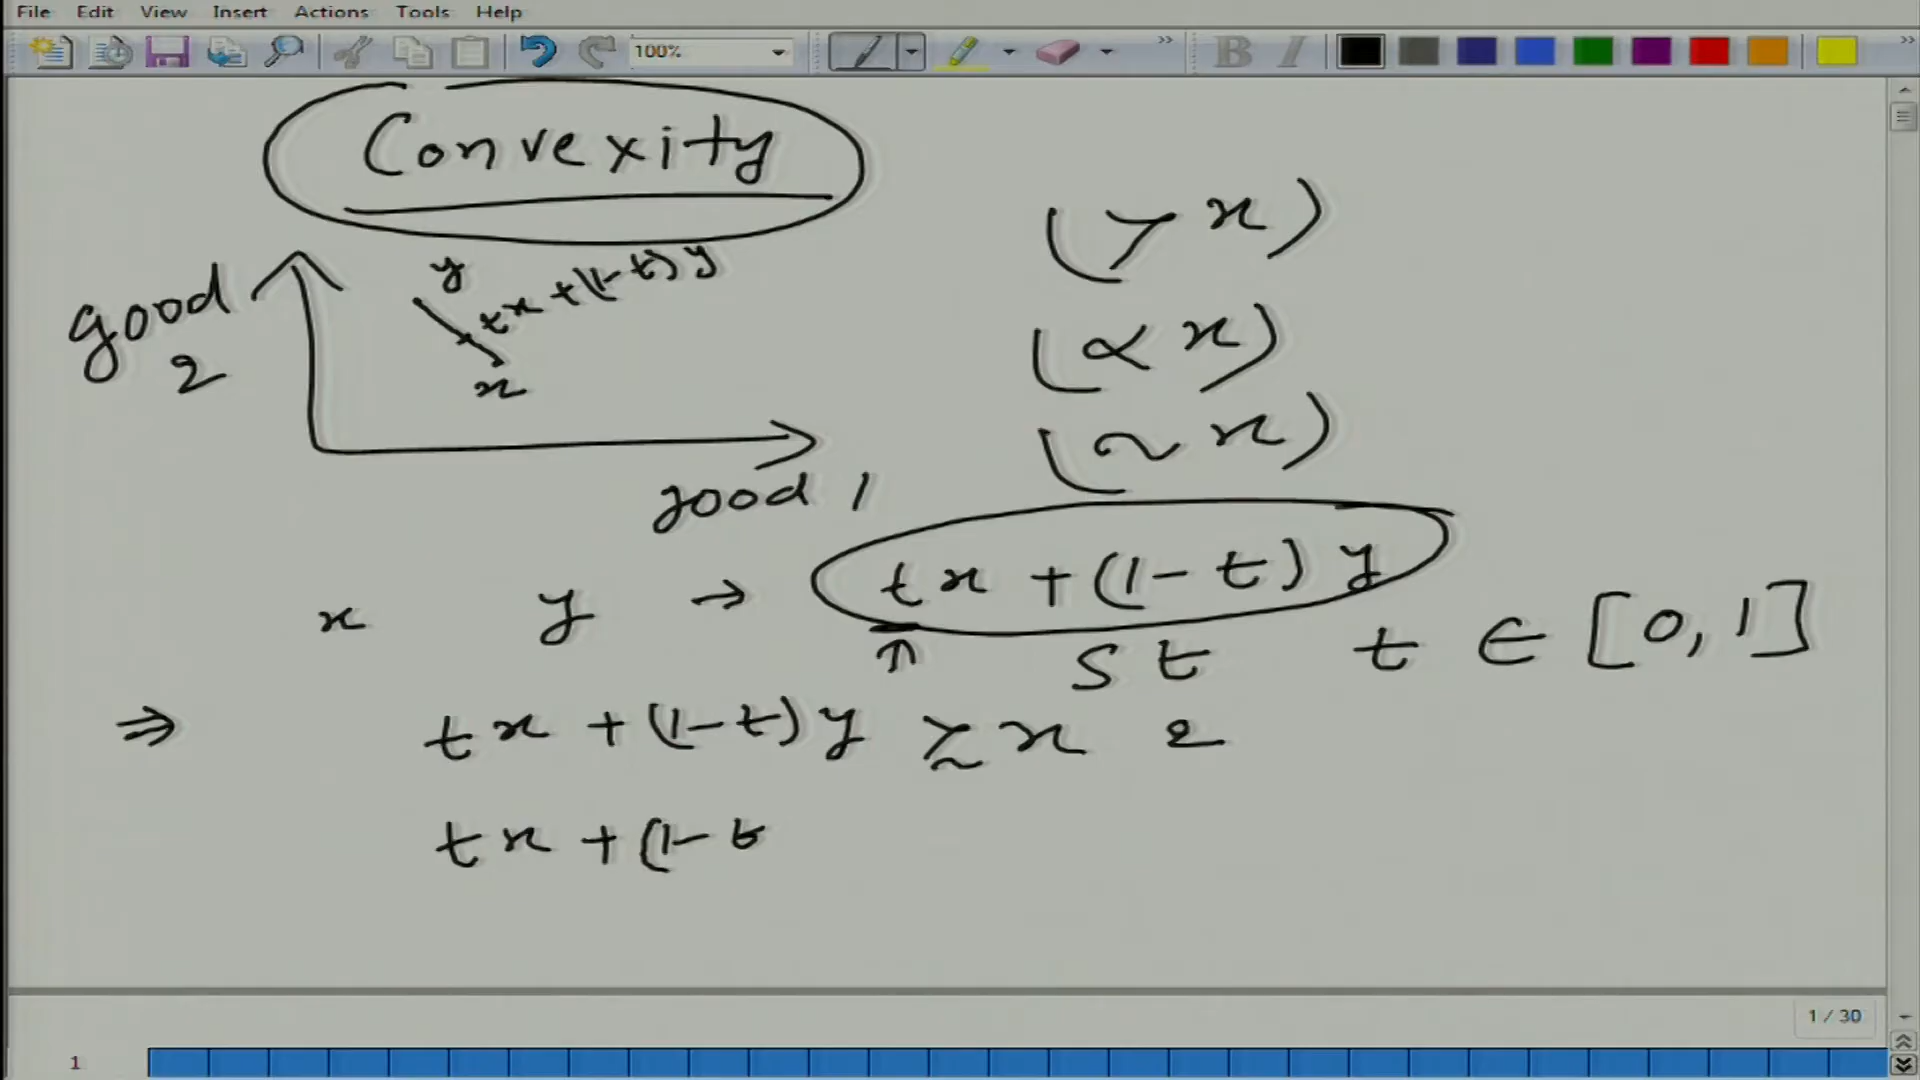 File Edit View Insert Actions Tools Help
100%
B I
Convexity
good 2
y
tx + (1-t) y
x
good 1
(≻ x)
(∝ x)
(~ x)
x y → tx + (1-t) y
↑ st t ∈ [0, 1]
⇒ tx + (1-t) y ≿ x 2
tx + (1- t
1 / 30
1